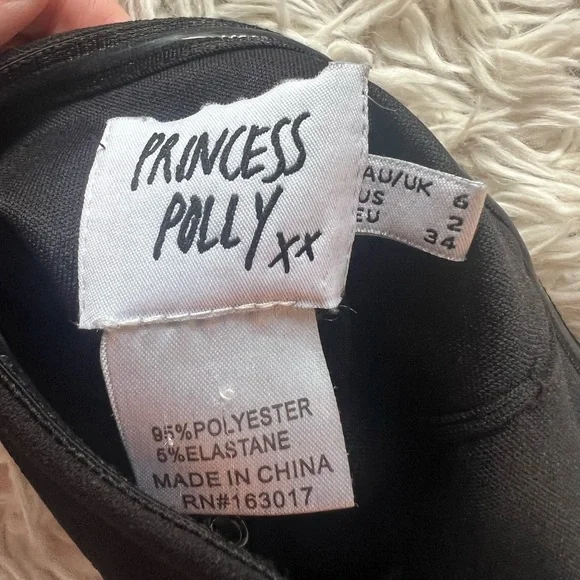 PRINCESS
POLLY xx
AU/UK 6
US 2
EU 34
95%POLYESTER
5%ELASTANE
MADE IN CHINA
RN#163017